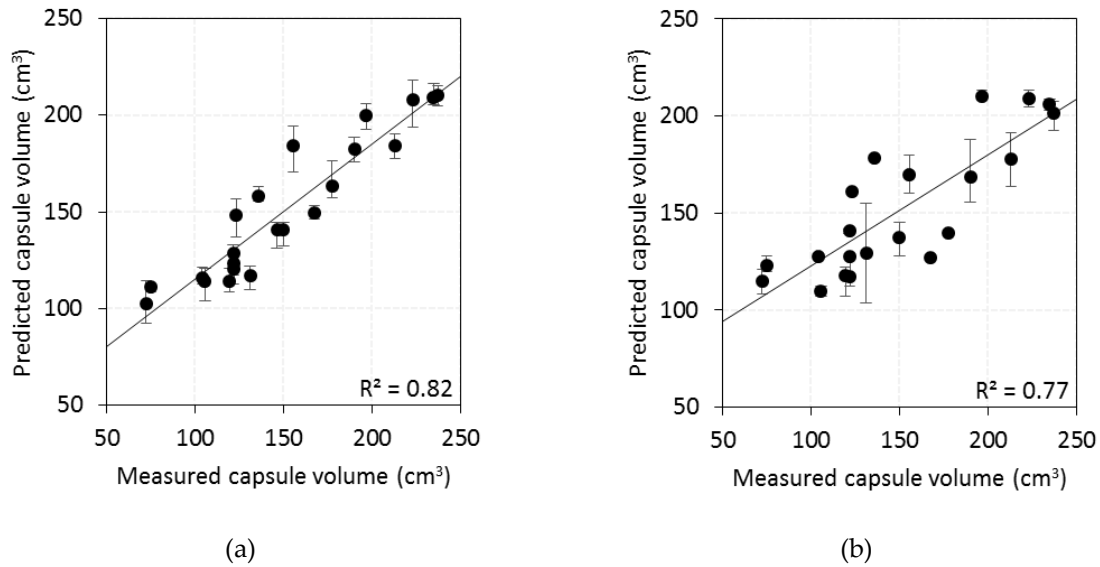 250
200
150
100
50
Predicted capsule volume (cm³)
R² = 0.82
50 100 150 200 250
Measured capsule volume (cm³)
(a)
250
200
150
100
50
Predicted capsule volume (cm³)
R² = 0.77
50 100 150 200 250
Measured capsule volume (cm³)
(b)